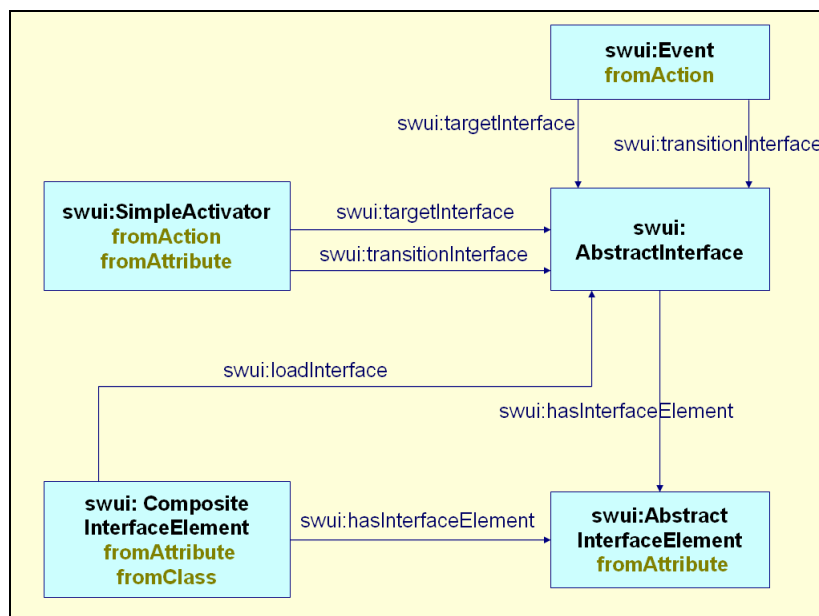 swui:Event
fromAction
swui:targetInterface
swui:transitionInterface
swui:SimpleActivator
fromAction
fromAttribute
swui:targetInterface
swui:transitionInterface
swui:
AbstractInterface
swui:loadInterface
swui:hasInterfaceElement
swui: Composite
InterfaceElement
fromAttribute
fromClass
swui:hasInterfaceElement
swui:Abstract
InterfaceElement
fromAttribute